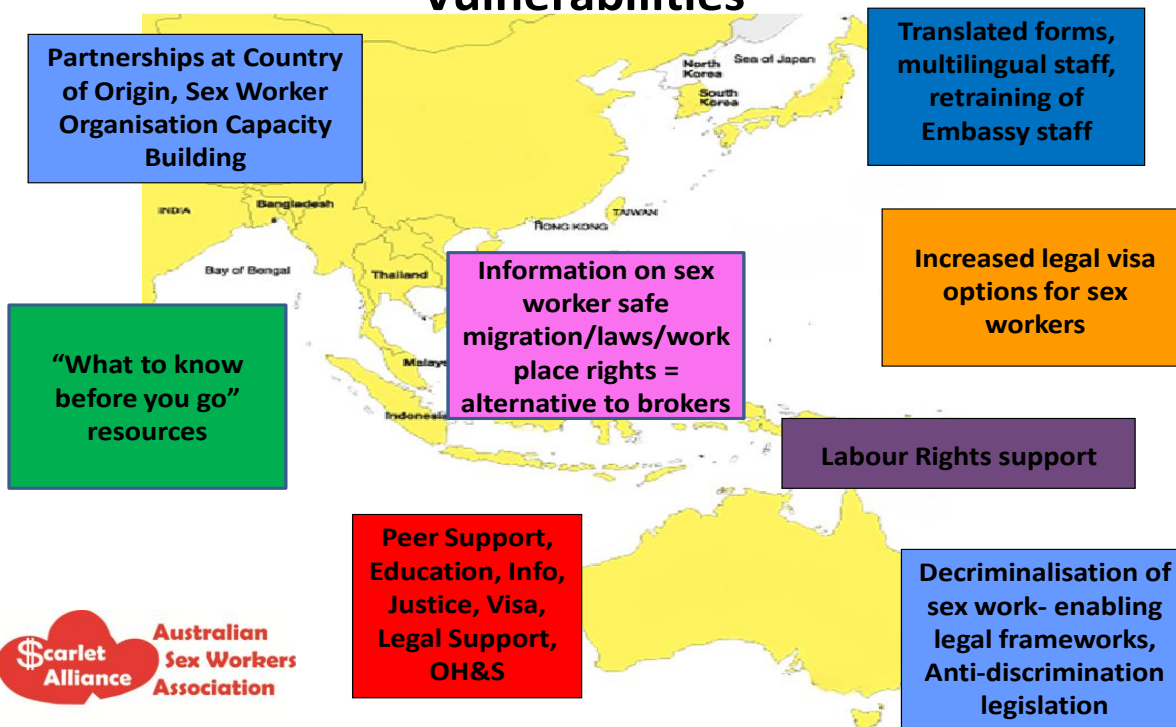 Vulnerabilities
Partnerships at Country
of Origin, Sex Worker
Organisation Capacity
Building
Translated forms,
multilingual staff,
retraining of
Embassy staff
North
Korea
Sea of Japan
South
Korea
INDIA
Bangladesh
TAIWAN
HONG KONG
Bay of Bengal
Thailand
Information on sex
worker safe
migration/laws/work
place rights =
alternative to brokers
Increased legal visa
options for sex
workers
“What to know
before you go”
resources
Malays
Indonesia
Labour Rights support
Peer Support,
Education, Info,
Justice, Visa,
Legal Support,
OH&S
Decriminalisation of
sex work- enabling
legal frameworks,
Anti-discrimination
legislation
$carlet
Alliance
Australian
Sex Workers
Association